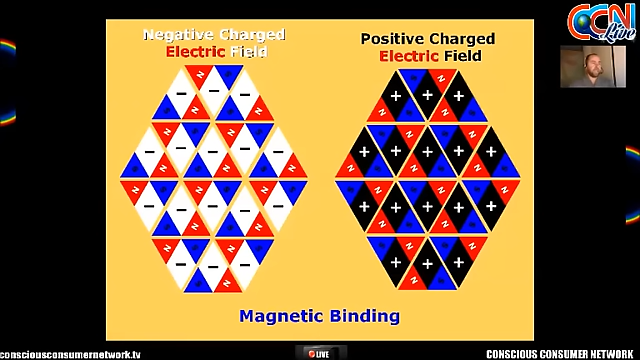 CCN
Live
Negative Charged
Electric Field
Positive Charged
Electric Field
Magnetic Binding
consciousconsumernetwork.tv
LIVE
CONSCIOUS CONSUMER NETWORK